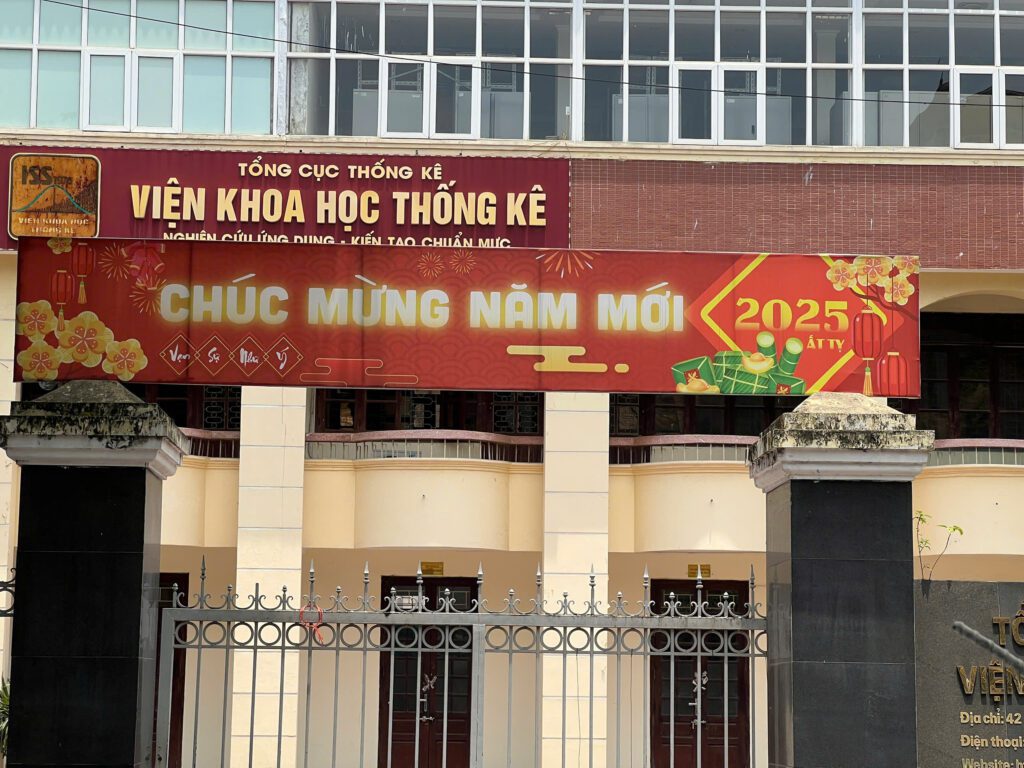 TỔNG CỤC THỐNG KÊ
ISS 1976
VIỆN KHOA HỌC THỐNG KÊ
VIỆN KHOA HỌC
THỐNG KÊ
NGHIÊN CỨU ỨNG DỤNG - KIẾN TẠO CHUẨN MỰC
CHÚC MỪNG NĂM MỚI
2025
ẤT TỴ
Vạn Sự Như Ý
VIỆN
Địa chỉ: 42
Điện thoại:
Website: